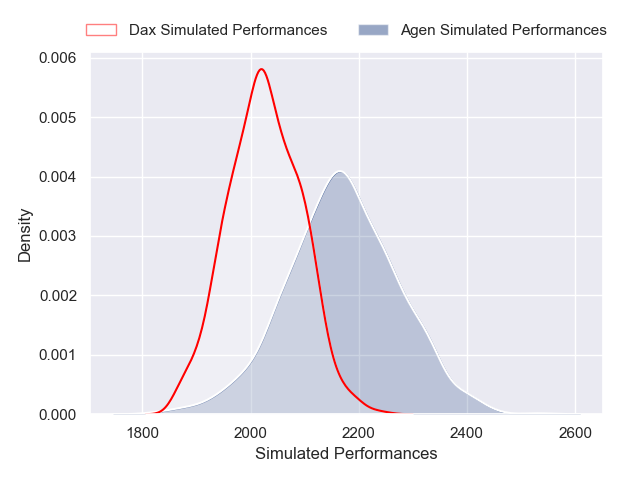 Dax Simulated Performances Agen Simulated Performances
0.006
0.005
0.004
0.003
0.002
0.001
0.000
Density
1800 2000 2200 2400 2600
Simulated Performances